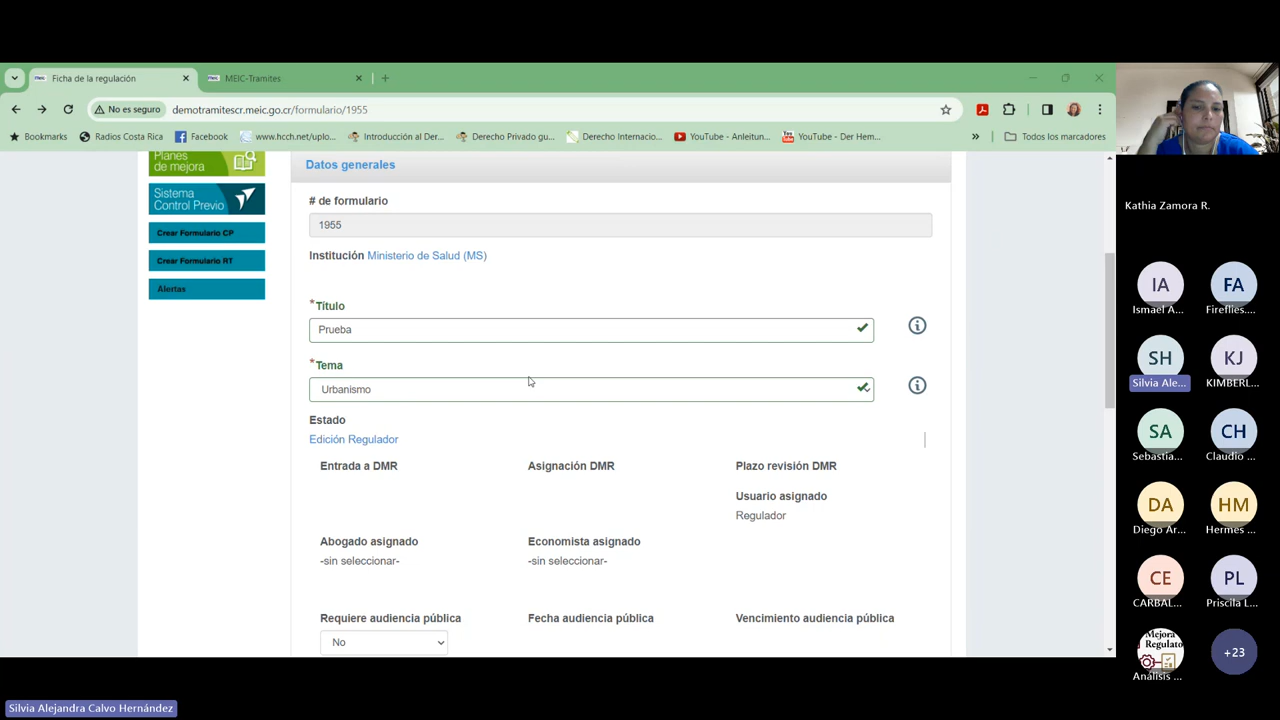 Ficha de la regulación
MEIC-Tramites
No es seguro
demotramitescr.meic.go.cr/formulario/1955
Bookmarks
Radios Costa Rica
Facebook
www.hcch.net/uplo...
Introducción al Der...
Derecho Privado gu...
Derecho Internacio...
YouTube - Anleitun...
YouTube - Der Hem...
»
Todos los marcadores
Planes
de mejora
Sistema
Control Previo
Crear Formulario CP
Crear Formulario RT
Alertas
Datos generales
# de formulario
1955
Institución Ministerio de Salud (MS)
*Título
Prueba
*Tema
Urbanismo
Estado
Edición Regulador
Entrada a DMR
Asignación DMR
Plazo revisión DMR
Usuario asignado
Regulador
Abogado asignado
Economista asignado
-sin seleccionar-
-sin seleccionar-
Requiere audiencia pública
Fecha audiencia pública
Vencimiento audiencia pública
No
Kathia Zamora R.
IA
FA
Ismael A...
Fireflies....
SH
KJ
Silvia Ale...
KIMBERL...
SA
CH
Sebastia...
Claudio ...
DA
HM
Diego Ar...
Hermes ...
CE
PL
CARBAL...
Priscila L...
Mejora
Regulato
+23
Análisis ...
Silvia Alejandra Calvo Hernández